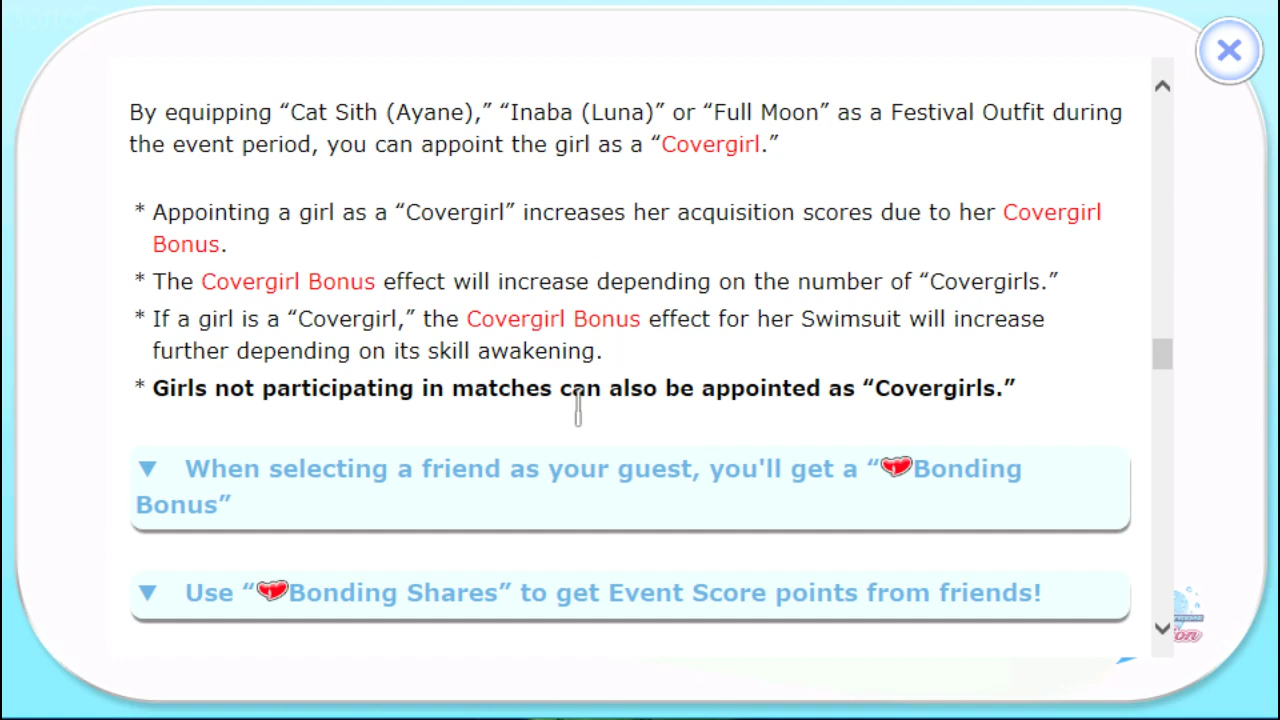 By equipping “Cat Sith (Ayane),” “Inaba (Luna)” or “Full Moon” as a Festival Outfit during
the event period, you can appoint the girl as a “Covergirl.”
* Appointing a girl as a “Covergirl” increases her acquisition scores due to her Covergirl
Bonus.
* The Covergirl Bonus effect will increase depending on the number of “Covergirls.”
* If a girl is a “Covergirl,” the Covergirl Bonus effect for her Swimsuit will increase
further depending on its skill awakening.
* Girls not participating in matches can also be appointed as “Covergirls.”
▼ When selecting a friend as your guest, you'll get a “Bonding
Bonus”
▼ Use “Bonding Shares” to get Event Score points from friends!